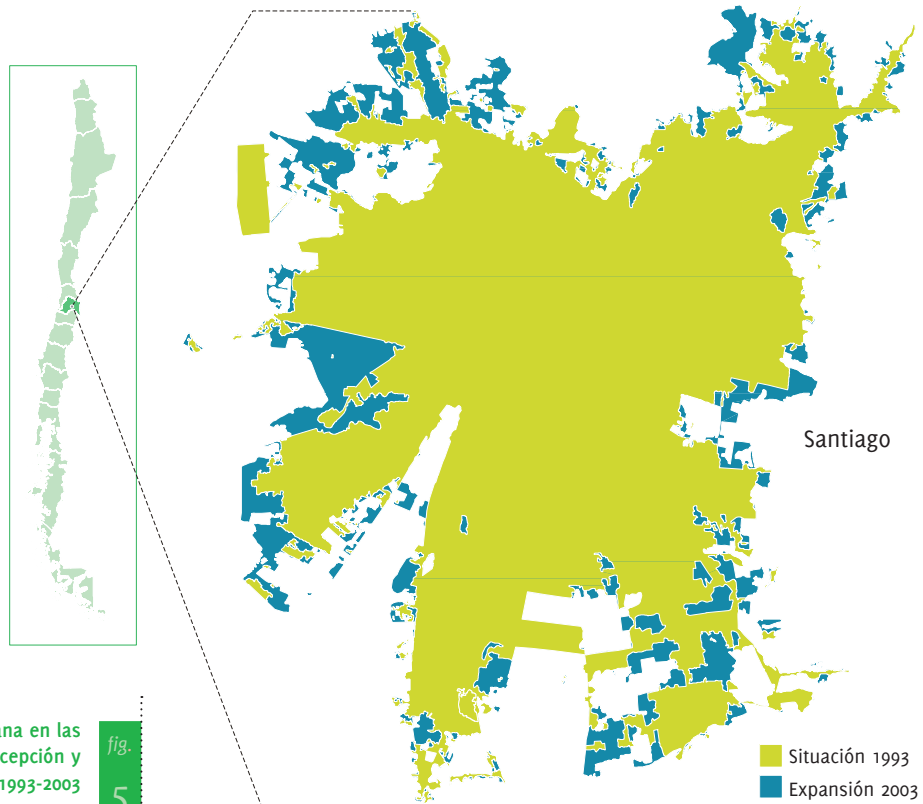 Santiago
ana en las
cepción y
1993-2003
fig.
5
Situación 1993
Expansión 2003